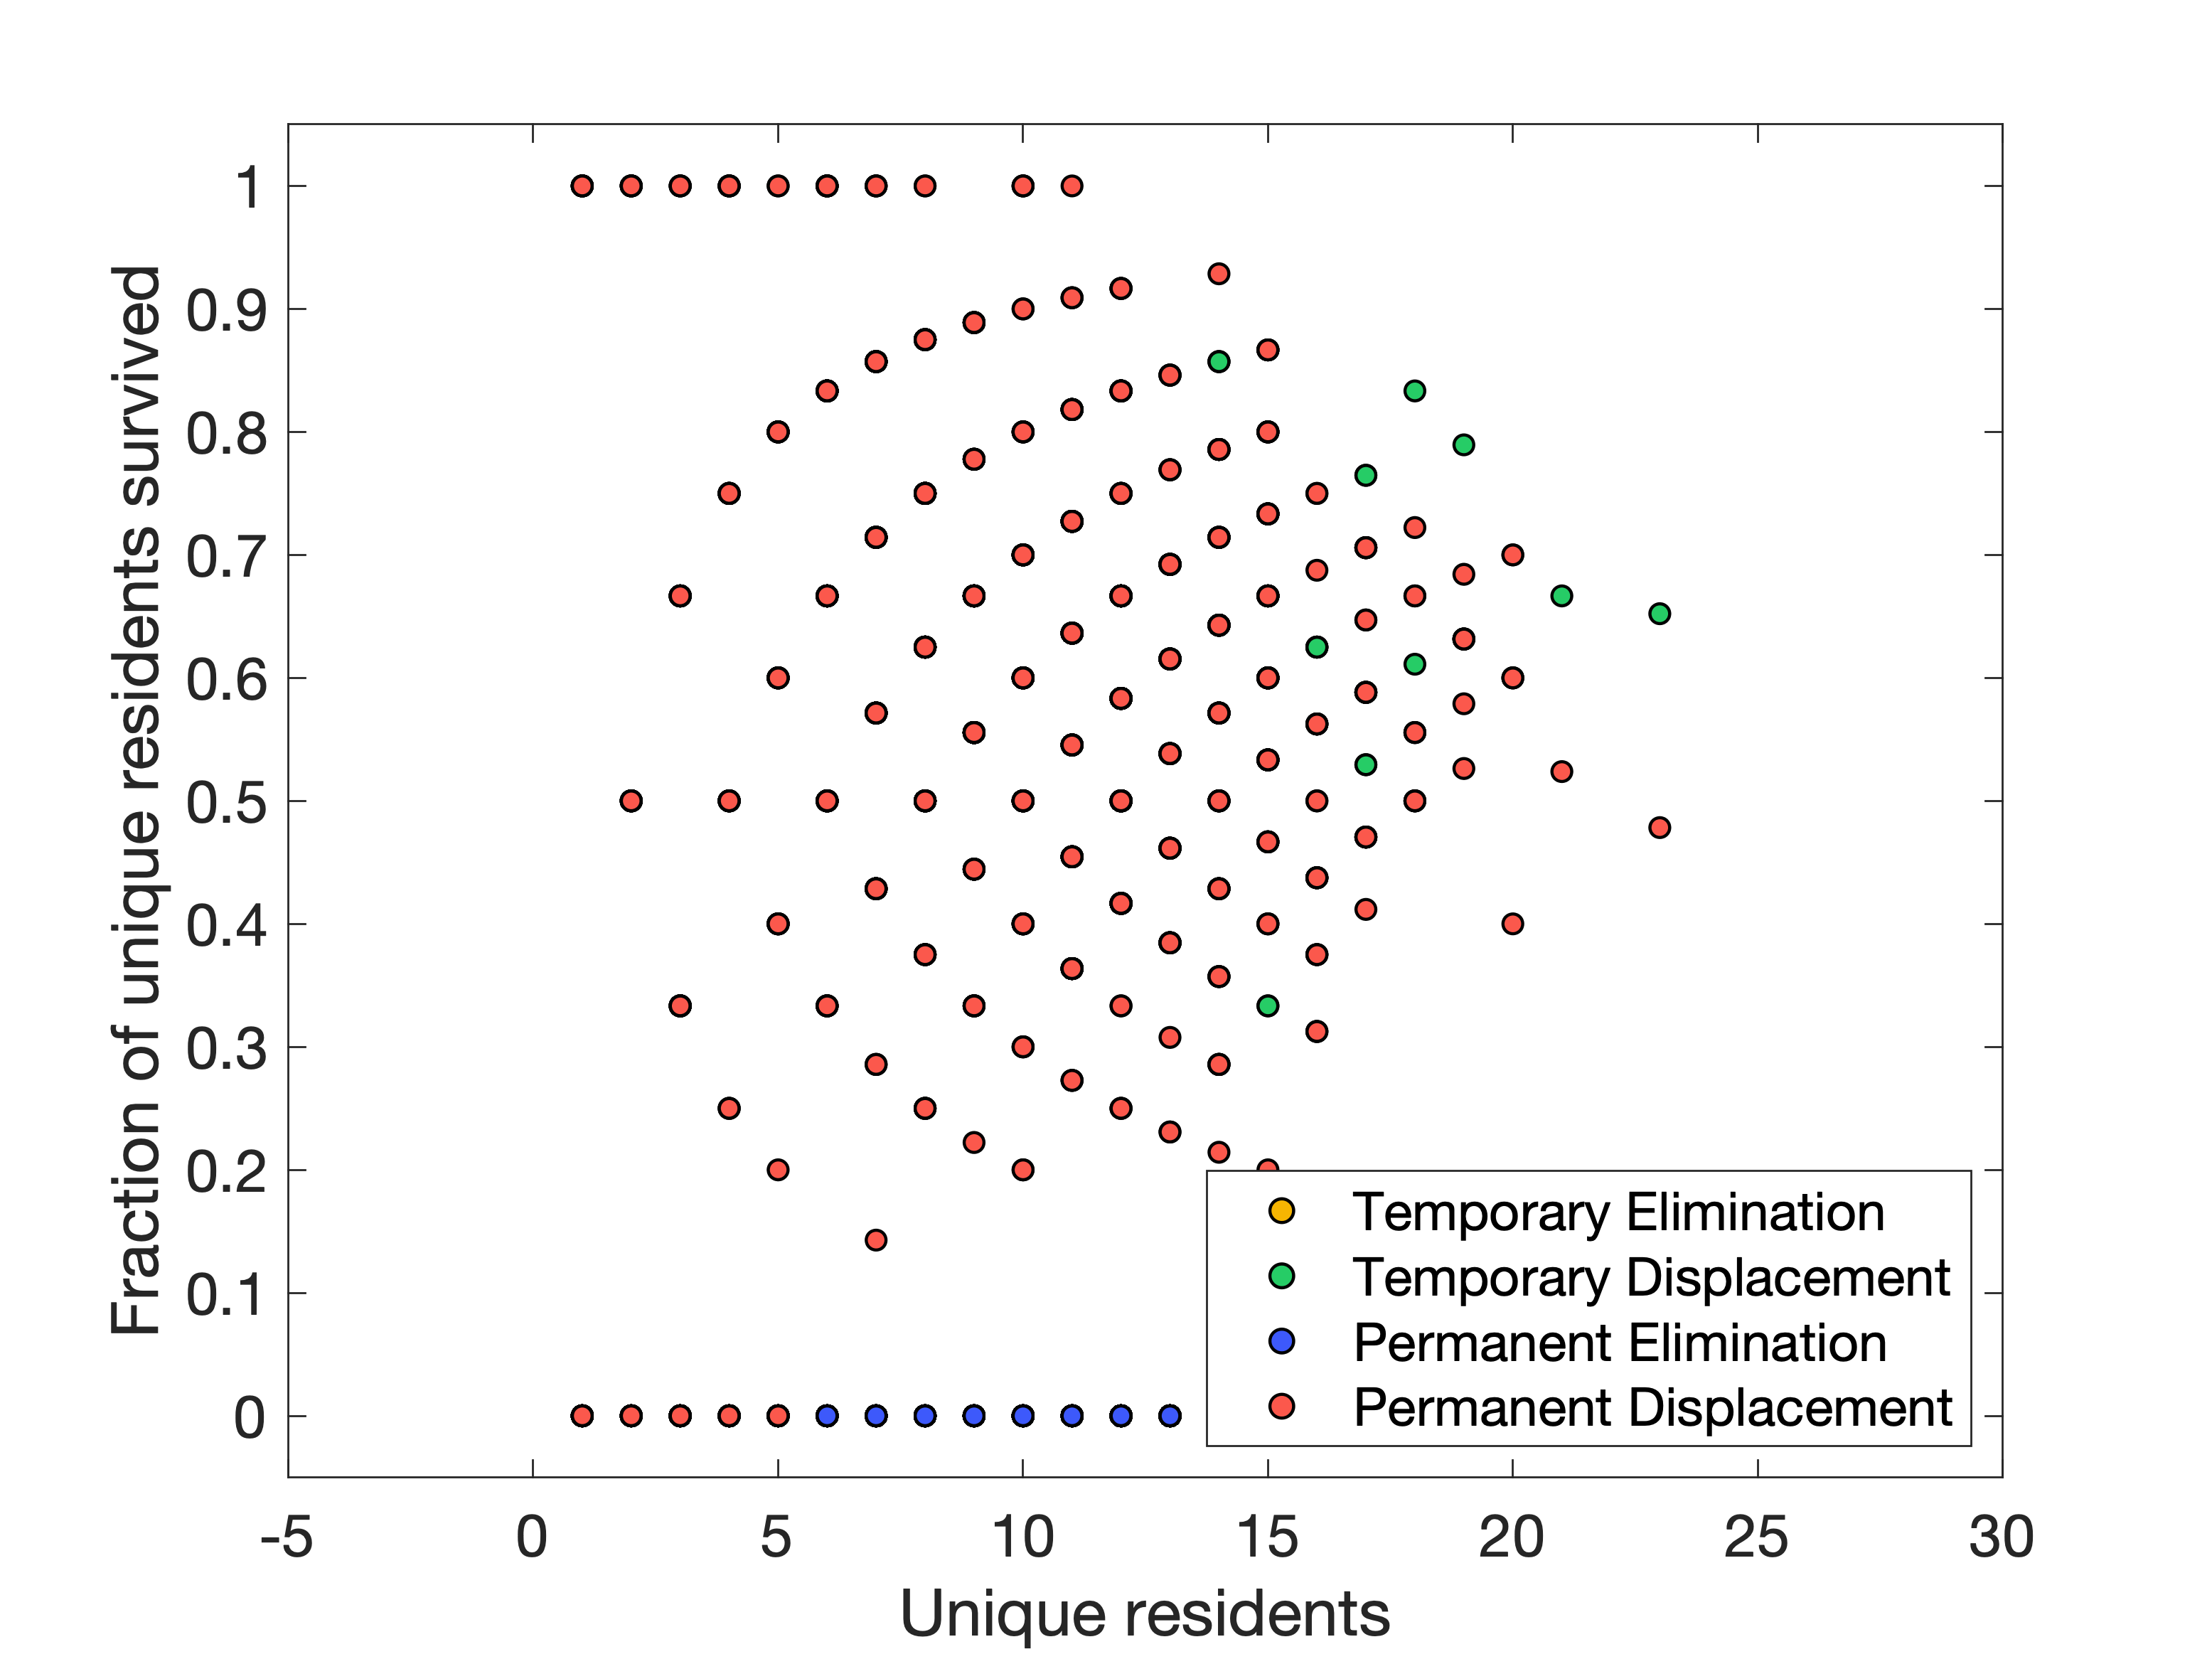 Fraction of unique residents survived
1
0.9
0.8
0.7
0.6
0.5
0.4
0.3
0.2
0.1
0
Temporary Elimination
Temporary Displacement
Permanent Elimination
Permanent Displacement
-5 0 5 10 15 20 25 30
Unique residents